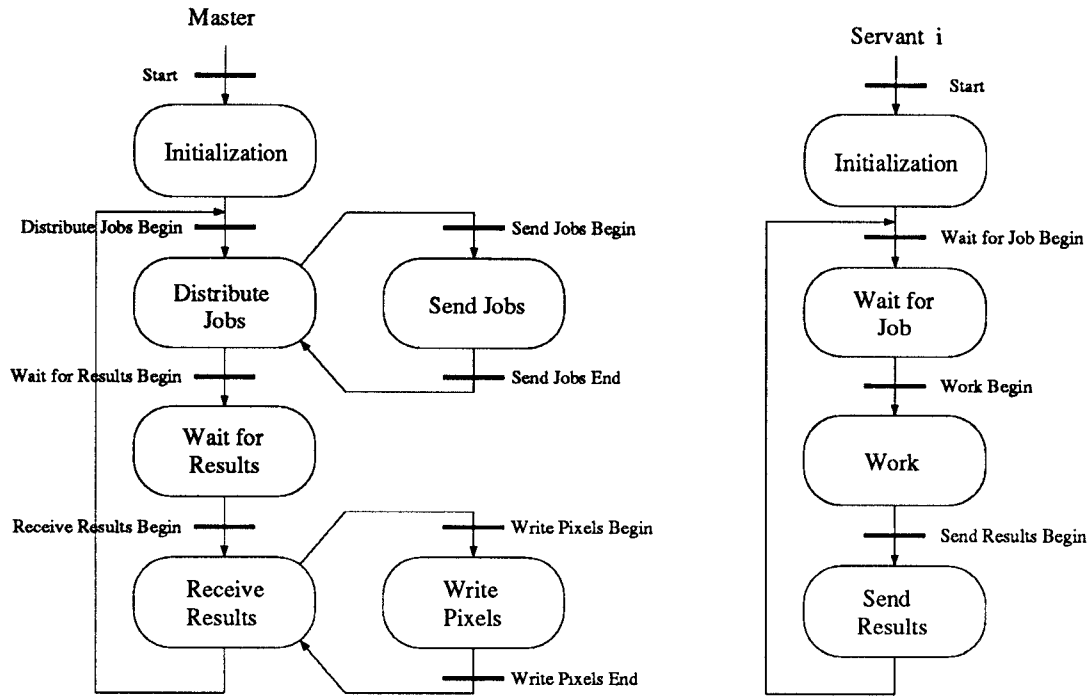 Master
Start
Initialization
Distribute Jobs Begin
Send Jobs Begin
Distribute
Jobs
Send Jobs
Wait for Results Begin
Send Jobs End
Wait for
Results
Receive Results Begin
Write Pixels Begin
Receive
Results
Write
Pixels
Write Pixels End
Servant i
Start
Initialization
Wait for Job Begin
Wait for
Job
Work Begin
Work
Send Results Begin
Send
Results